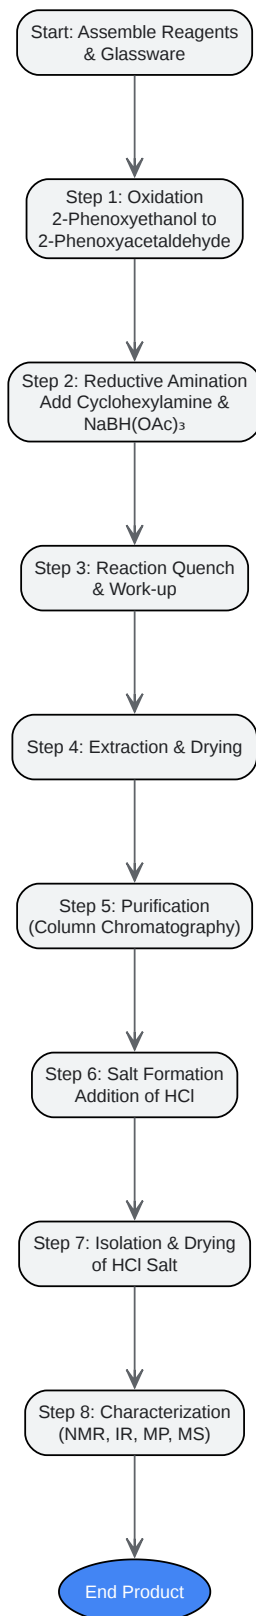 Start: Assemble Reagents
& Glassware
Step 1: Oxidation
2-Phenoxyethanol to
2-Phenoxyacetaldehyde
Step 2: Reductive Amination
Add Cyclohexylamine &
NaBH(OAc)₃
Step 3: Reaction Quench
& Work-up
Step 4: Extraction & Drying
Step 5: Purification
(Column Chromatography)
Step 6: Salt Formation
Addition of HCl
Step 7: Isolation & Drying
of HCl Salt
Step 8: Characterization
(NMR, IR, MP, MS)
End Product